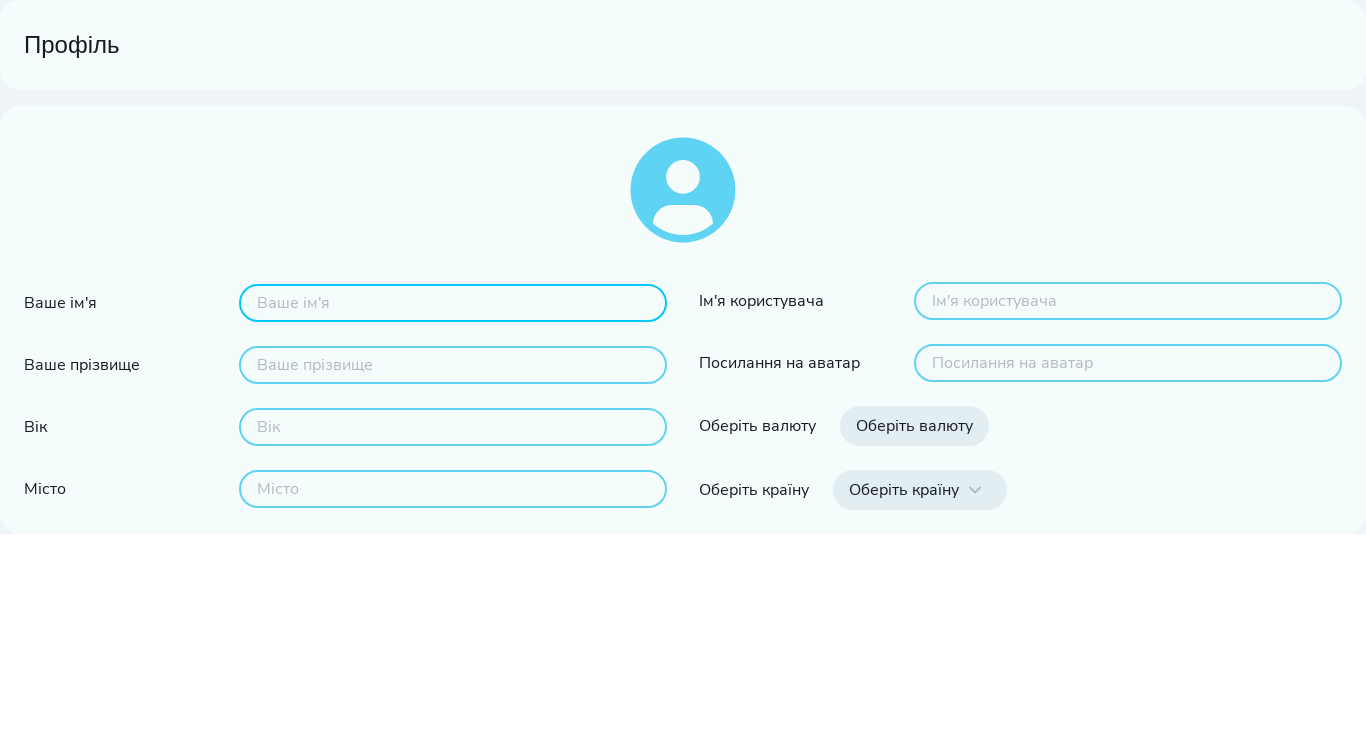 Профіль
Ваше ім'я
Ваше ім'я
Ваше прізвище
Ваше прізвище
Вік
Вік
Місто
Місто
Ім'я користувача
Ім'я користувача
Посилання на аватар
Посилання на аватар
Оберіть валюту
Оберіть валюту
Оберіть країну
Оберіть країну